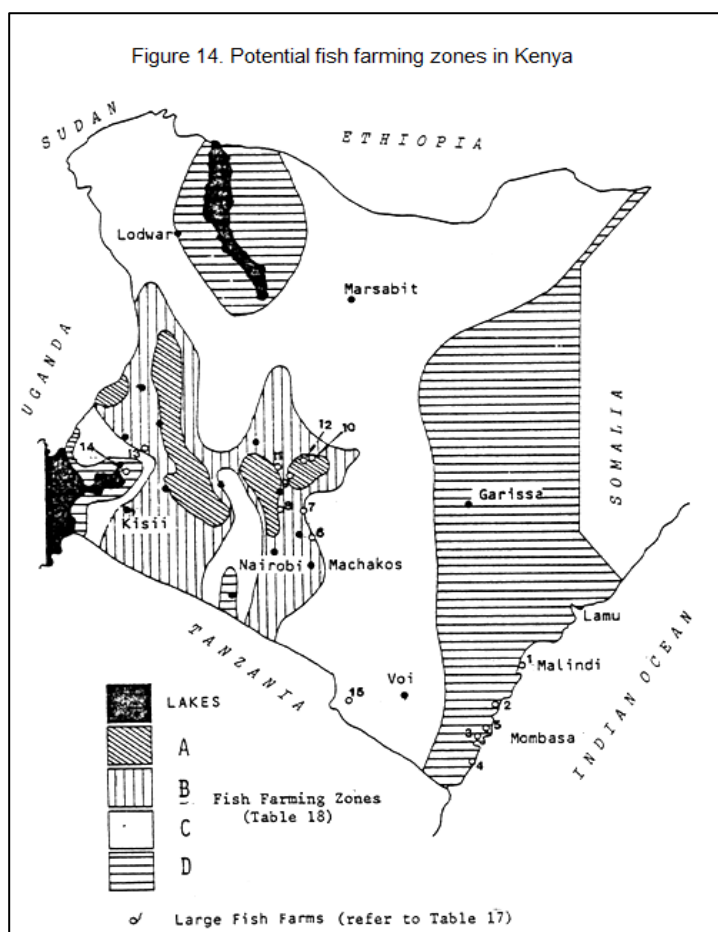 Figure 14. Potential fish farming zones in Kenya
SUDAN
ETHIOPIA
Lodwar
Marsabit
UGANDA
SOMALIA
12
10
11
14
13
8
7
Garissa
Kisii
6
Nairobi
Machakos
Lamu
TANZANIA
1
Malindi
INDIAN OCEAN
15
Voi
2
LAKES
5
3
Mombasa
A
4
B
Fish Farming Zones
(Table 18)
C
D
Large Fish Farms (refer to Table 17)